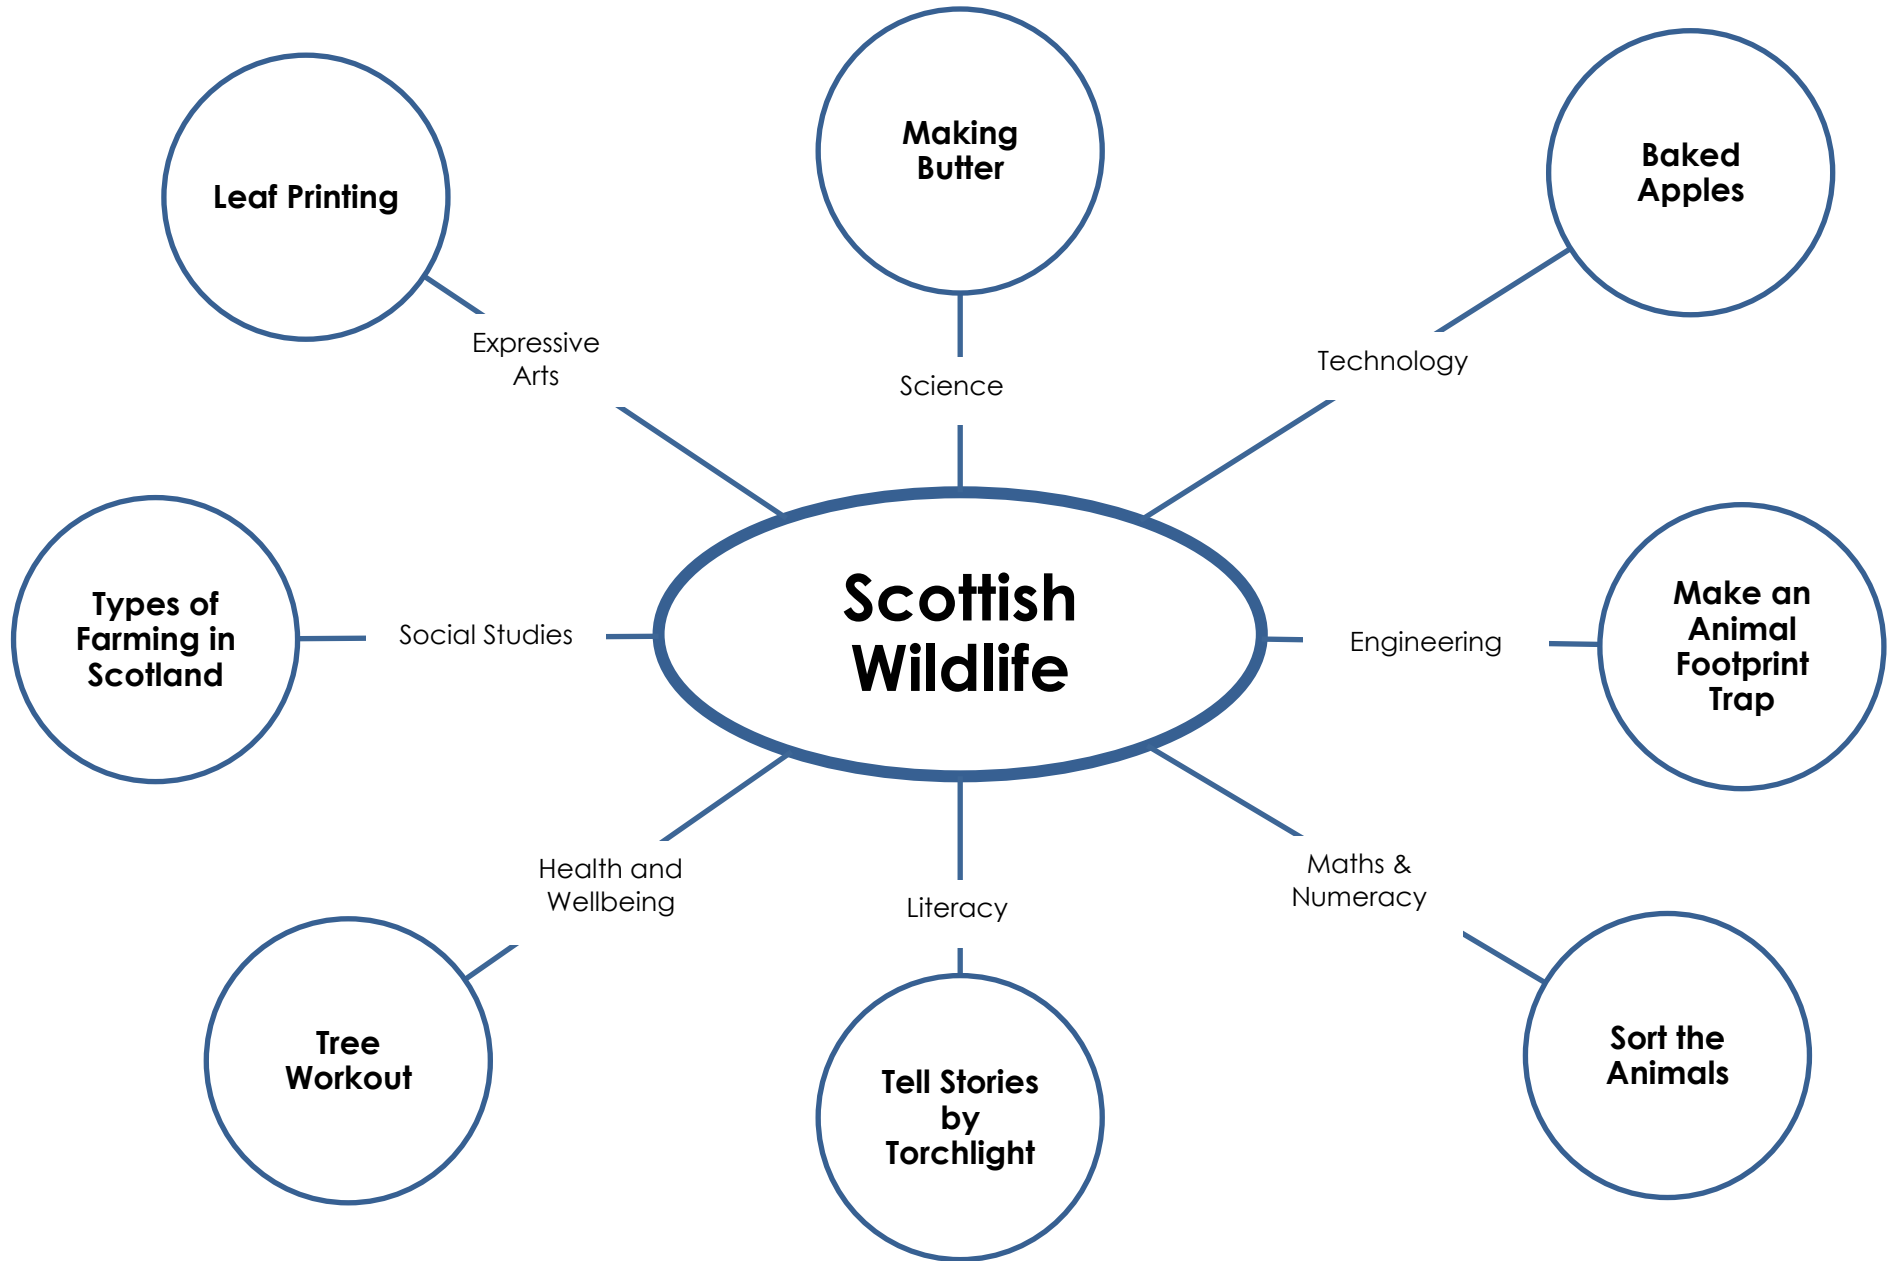 Making
Butter
Baked
Apples
Leaf Printing
Expressive
Arts
Science
Technology
Types of
Farming in
Scotland
Social Studies
Scottish
Wildlife
Engineering
Make an
Animal
Footprint
Trap
Health and
Wellbeing
Literacy
Maths &
Numeracy
Tree
Workout
Tell Stories
by
Torchlight
Sort the
Animals